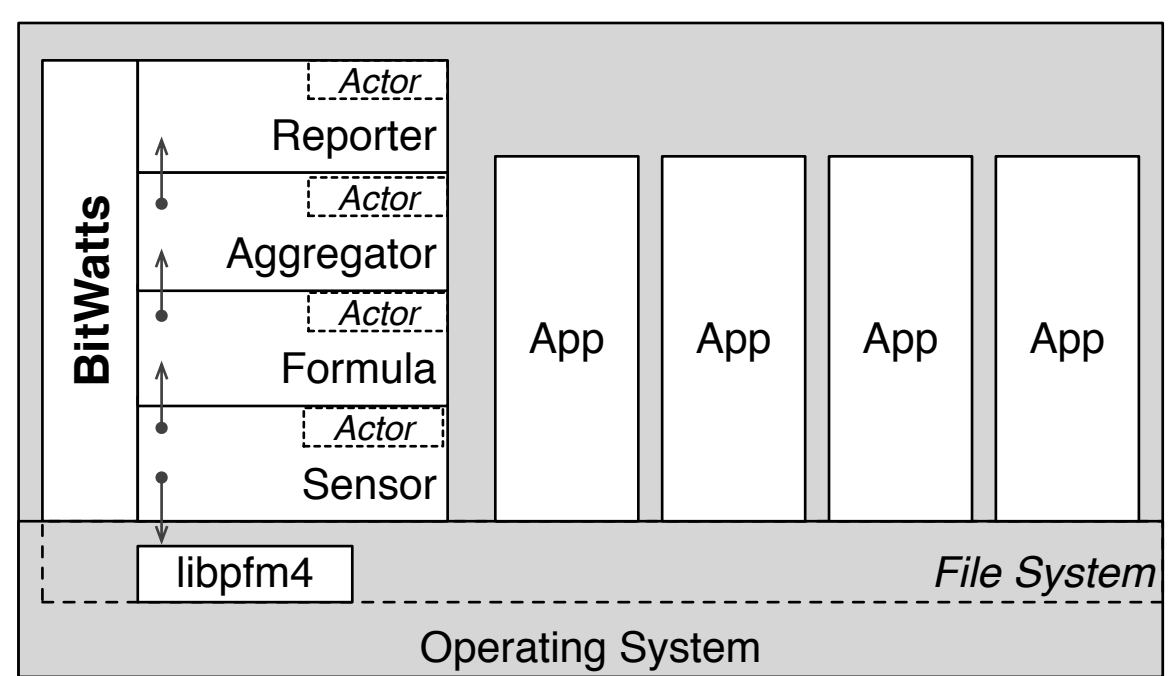 BitWatts
Actor
Reporter
Actor
Aggregator
Actor
Formula
Actor
Sensor
App
App
App
App
libpfm4
File System
Operating System